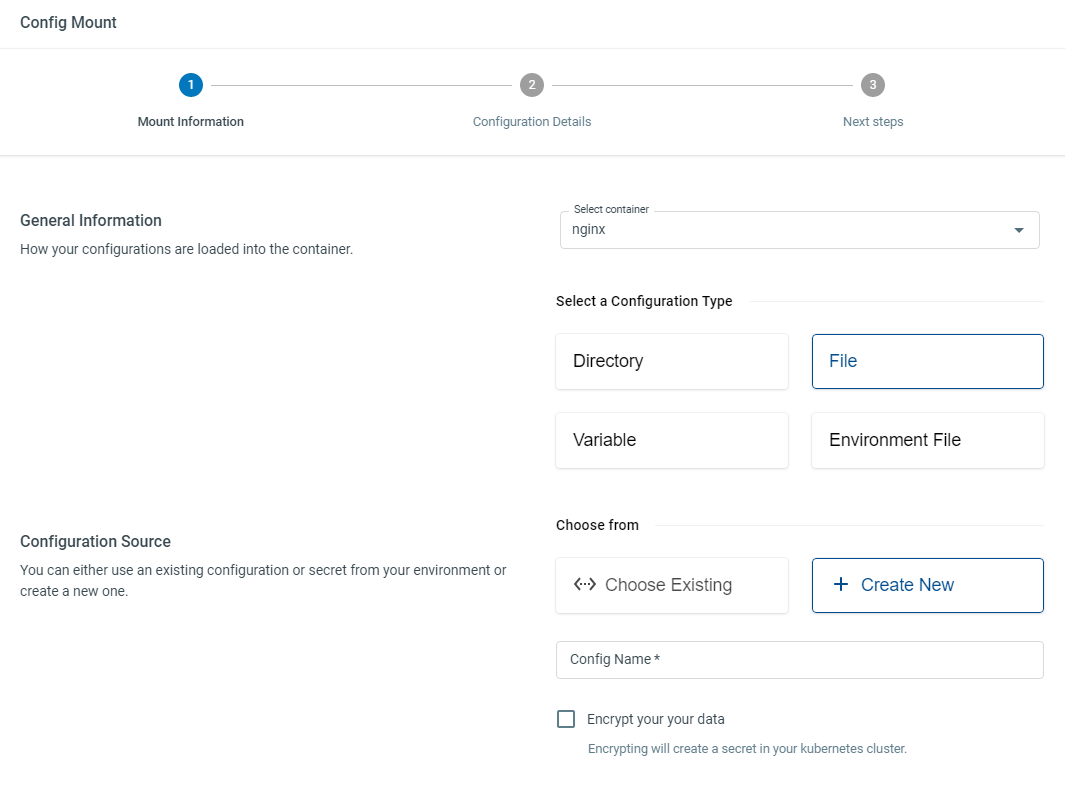 Config Mount
1
2
3
Mount Information
Configuration Details
Next steps
General Information
How your configurations are loaded into the container.
Select container
nginx
Select a Configuration Type
Directory
File
Variable
Environment File
Configuration Source
You can either use an existing configuration or secret from your environment or
create a new one.
Choose from
Choose Existing
Create New
Config Name *
Encrypt your your data
Encrypting will create a secret in your kubernetes cluster.